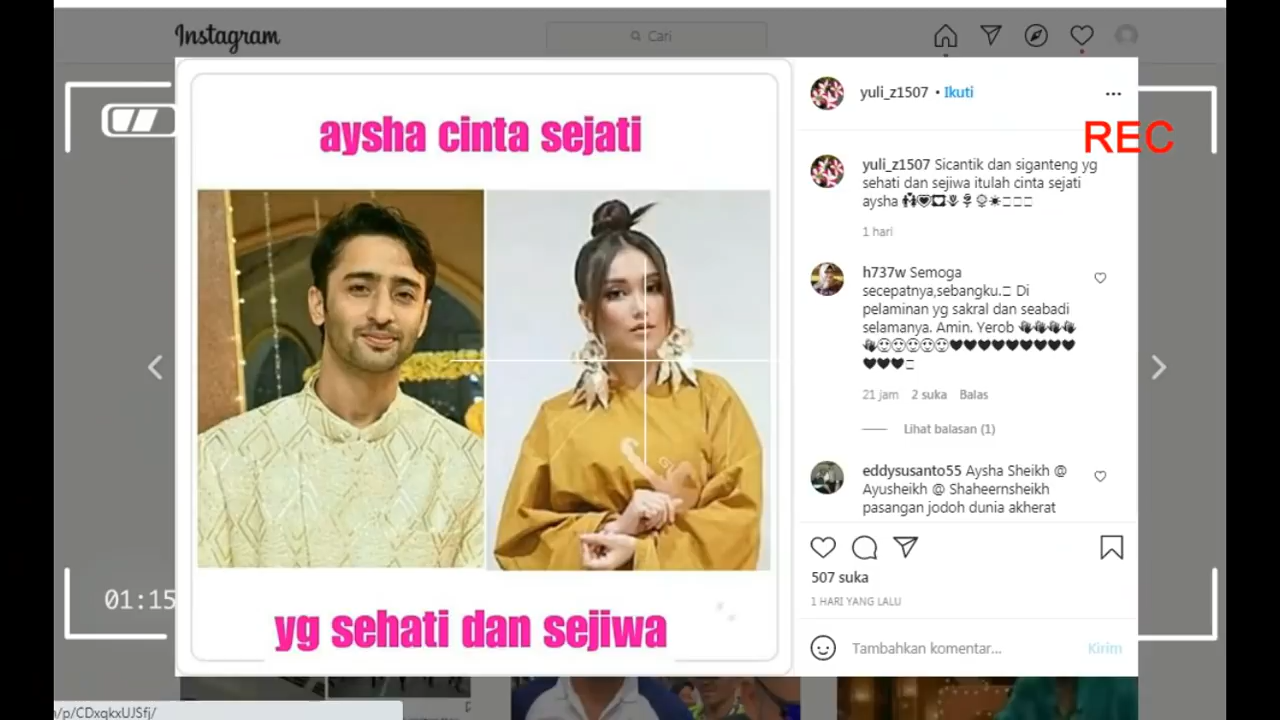 Instagram
Cari
aysha cinta sejati
yg sehati dan sejiwa
yuli_z1507 • Ikuti
REC
yuli_z1507 Sicantik dan siganteng yg
sehati dan sejiwa itulah cinta sejati
aysha
1 hari
h737w Semoga
secepatnya,sebangku. Di
pelaminan yg sakral dan seabadi
selamanya. Amin. Yerob
21 jam 2 suka Balas
Lihat balasan (1)
eddysusanto55 Aysha Sheikh @
Ayusheikh @ Shaheernsheikh
pasangan jodoh dunia akherat
507 suka
1 HARI YANG LALU
Tambahkan komentar... Kirim
01:15
n/p/CDxqkxUJSfj/